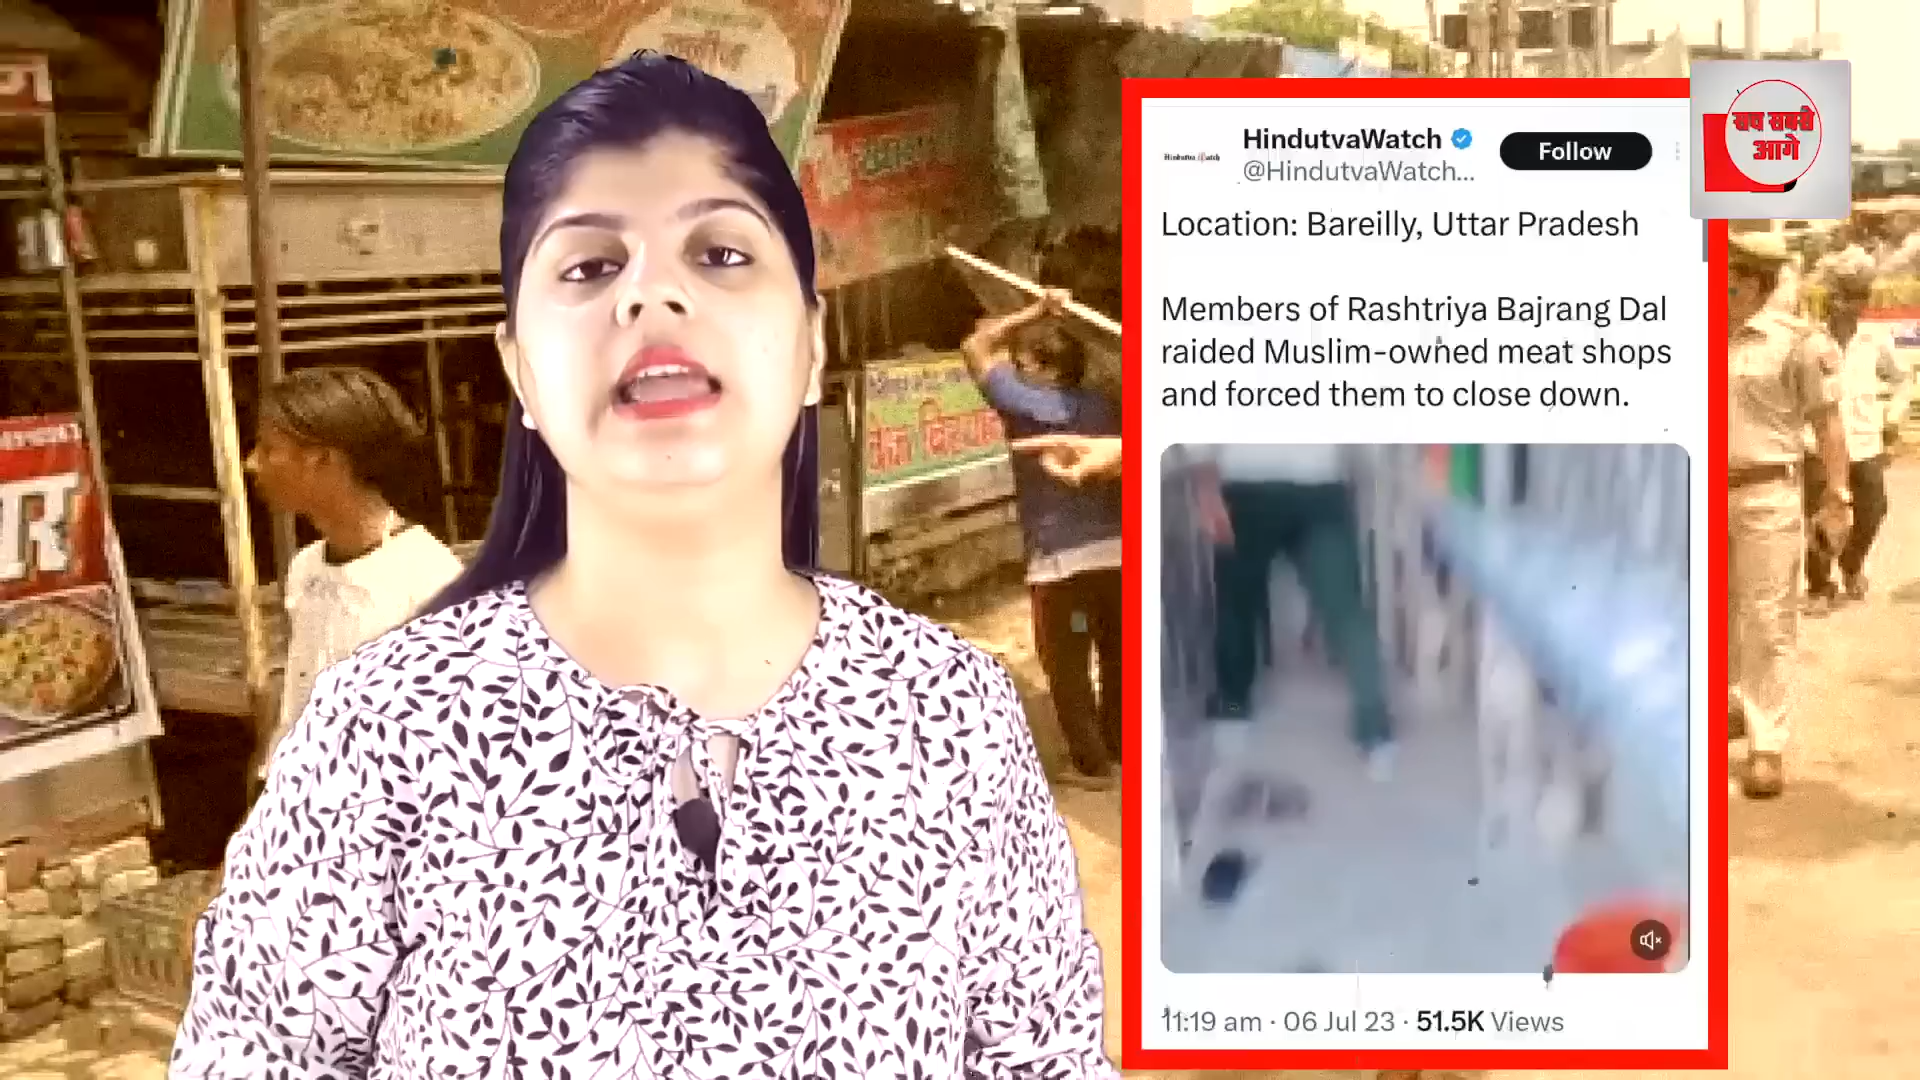 HindutvaWatch
@HindutvaWatch...
Follow
सच सबसे
आगे
Location: Bareilly, Uttar Pradesh
Members of Rashtriya Bajrang Dal
raided Muslim-owned meat shops
and forced them to close down.
11:19 am · 06 Jul 23 · 51.5K Views